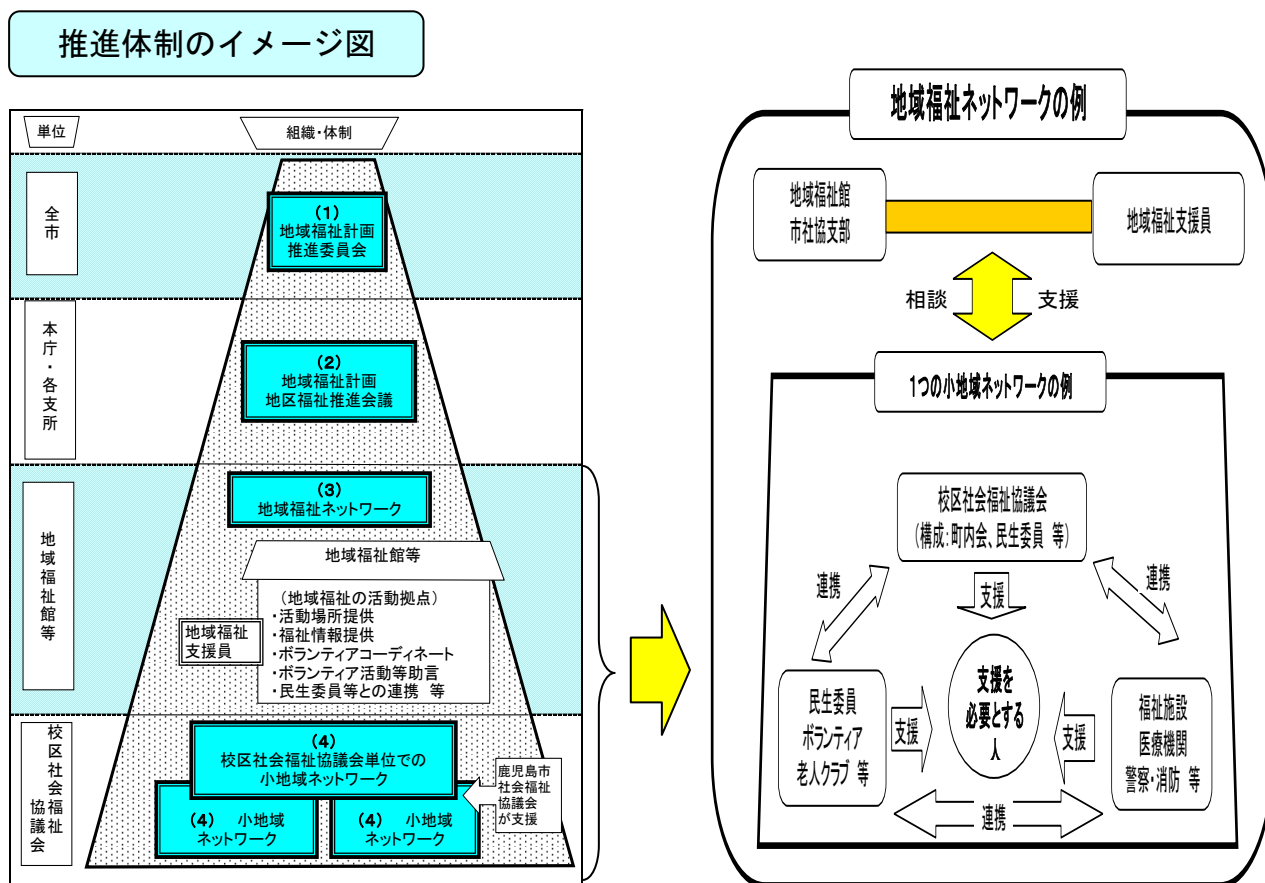 推進体制のイメージ図
単位
組織・体制
全市
(1)
地域福祉計画
推進委員会
本庁・各支所
(2)
地域福祉計画
地区福祉推進会議
地域福祉館等
(3)
地域福祉ネットワーク
地域福祉館等
(地域福祉の活動拠点)
・活動場所提供
・福祉情報提供
・ボランティアコーディネート
・ボランティア活動等助言
・民生委員等との連携 等
地域福祉
支援員
校区社会福祉
協議会
(4)
校区社会福祉協議会単位での
小地域ネットワーク
鹿児島市
社会福祉
協議会
が支援
(4) 小地域
ネットワーク
(4) 小地域
ネットワーク
地域福祉ネットワークの例
地域福祉館
市社協支部
地域福祉支援員
相談
支援
1つの小地域ネットワークの例
校区社会福祉協議会
(構成:町内会、民生委員 等)
連携
支援
連携
民生委員
ボランティア
老人クラブ 等
支援
支援を
必要とする
人
支援
福祉施設
医療機関
警察・消防 等
連携